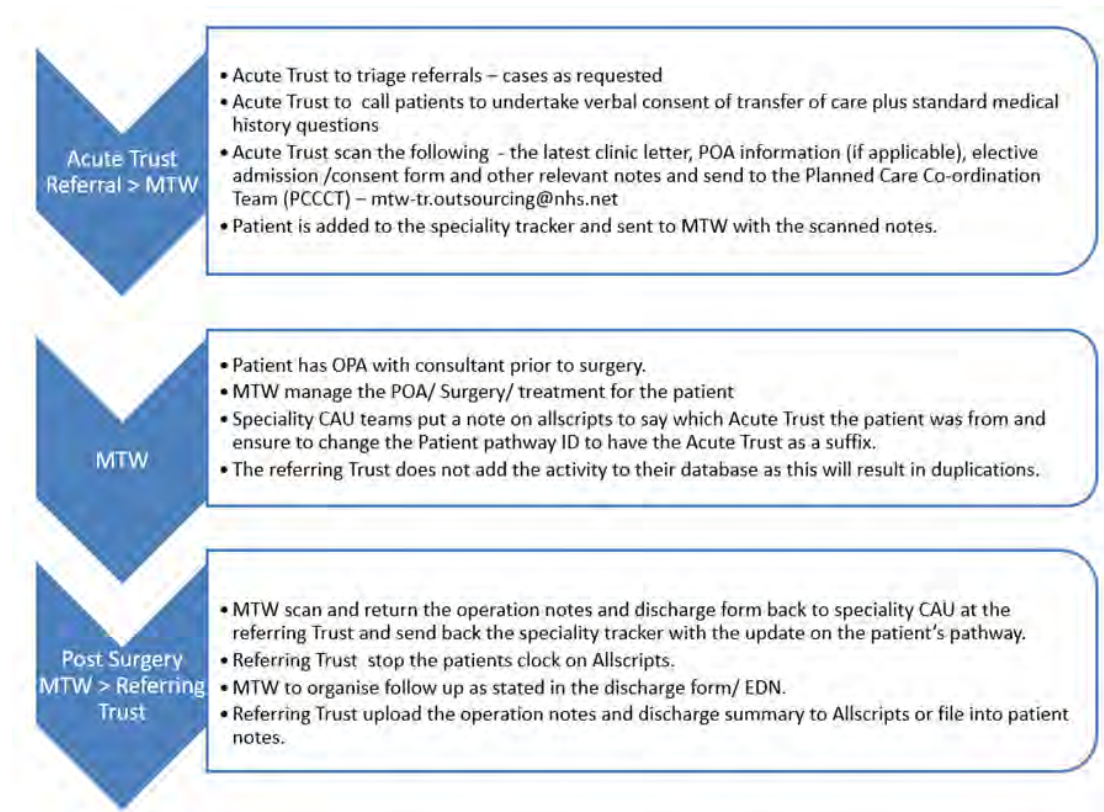 Acute Trust
Referral > MTW
• Acute Trust to triage referrals – cases as requested
• Acute Trust to  call patients to undertake verbal consent of transfer of care plus standard medical
history questions
• Acute Trust scan the following  - the latest clinic letter, POA information (if applicable), elective
admission /consent form and other relevant notes and send to the Planned Care Co-ordination
Team (PCCCT) – mtw-tr.outsourcing@nhs.net
• Patient is added to the speciality tracker and sent to MTW with the scanned notes.
MTW
• Patient has OPA with consultant prior to surgery.
• MTW manage the POA/ Surgery/ treatment for the patient
• Speciality CAU teams put a note on allscripts to say which Acute Trust the patient was from and
ensure to change the Patient pathway ID to have the Acute Trust as a suffix.
• The referring Trust does not add the activity to their database as this will result in duplications.
Post Surgery
MTW > Referring
Trust
• MTW scan and return the operation notes and discharge form back to speciality CAU at the
referring Trust and send back the speciality tracker with the update on the patient's pathway.
• Referring Trust  stop the patients clock on Allscripts.
• MTW to organise follow up as stated in the discharge form/ EDN.
• Referring Trust upload the operation notes and discharge summary to Allscripts or file into patient
notes.